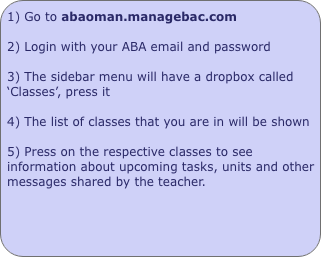 1) Go to abaoman.managebac.com
2) Login with your ABA email and password
3) The sidebar menu will have a dropbox called
‘Classes’, press it
4) The list of classes that you are in will be shown
5) Press on the respective classes to see
information about upcoming tasks, units and other
messages shared by the teacher.